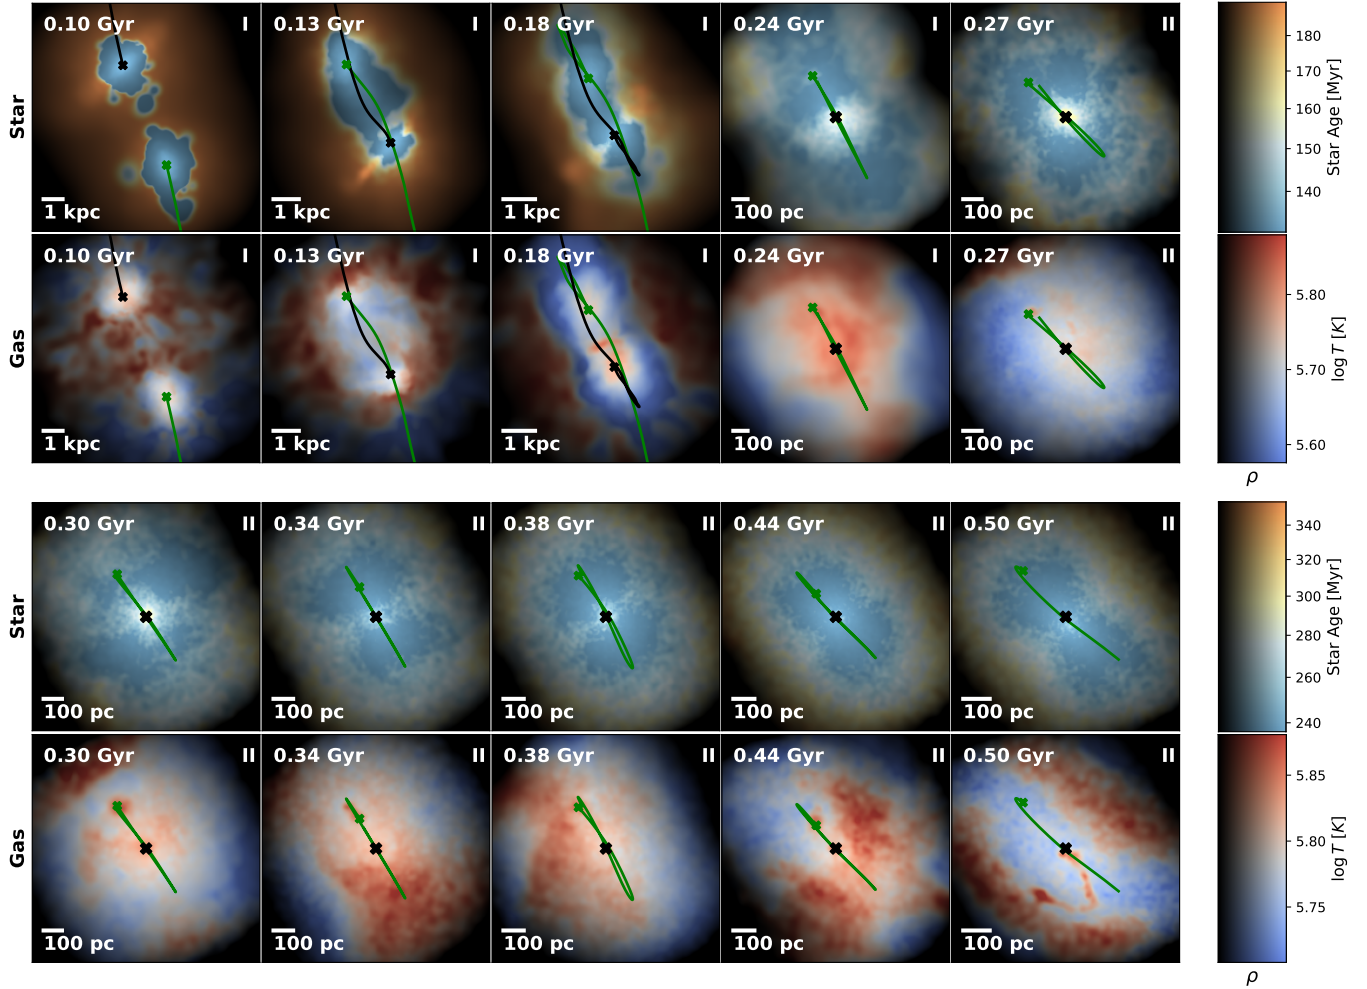 0.10 Gyr I 0.13 Gyr I 0.18 Gyr I 0.24 Gyr I 0.27 Gyr II
Star
1 kpc 1 kpc 1 kpc 100 pc 100 pc
180
170
160
150
140
Star Age [Myr]
0.10 Gyr I 0.13 Gyr I 0.18 Gyr I 0.24 Gyr I 0.27 Gyr II
Gas
1 kpc 1 kpc 1 kpc 100 pc 100 pc
5.80
5.70
5.60
log T [K]
ρ
0.30 Gyr II 0.34 Gyr II 0.38 Gyr II 0.44 Gyr II 0.50 Gyr II
Star
100 pc 100 pc 100 pc 100 pc 100 pc
340
320
300
280
260
240
Star Age [Myr]
0.30 Gyr II 0.34 Gyr II 0.38 Gyr II 0.44 Gyr II 0.50 Gyr II
Gas
100 pc 100 pc 100 pc 100 pc 100 pc
5.85
5.80
5.75
log T [K]
ρ